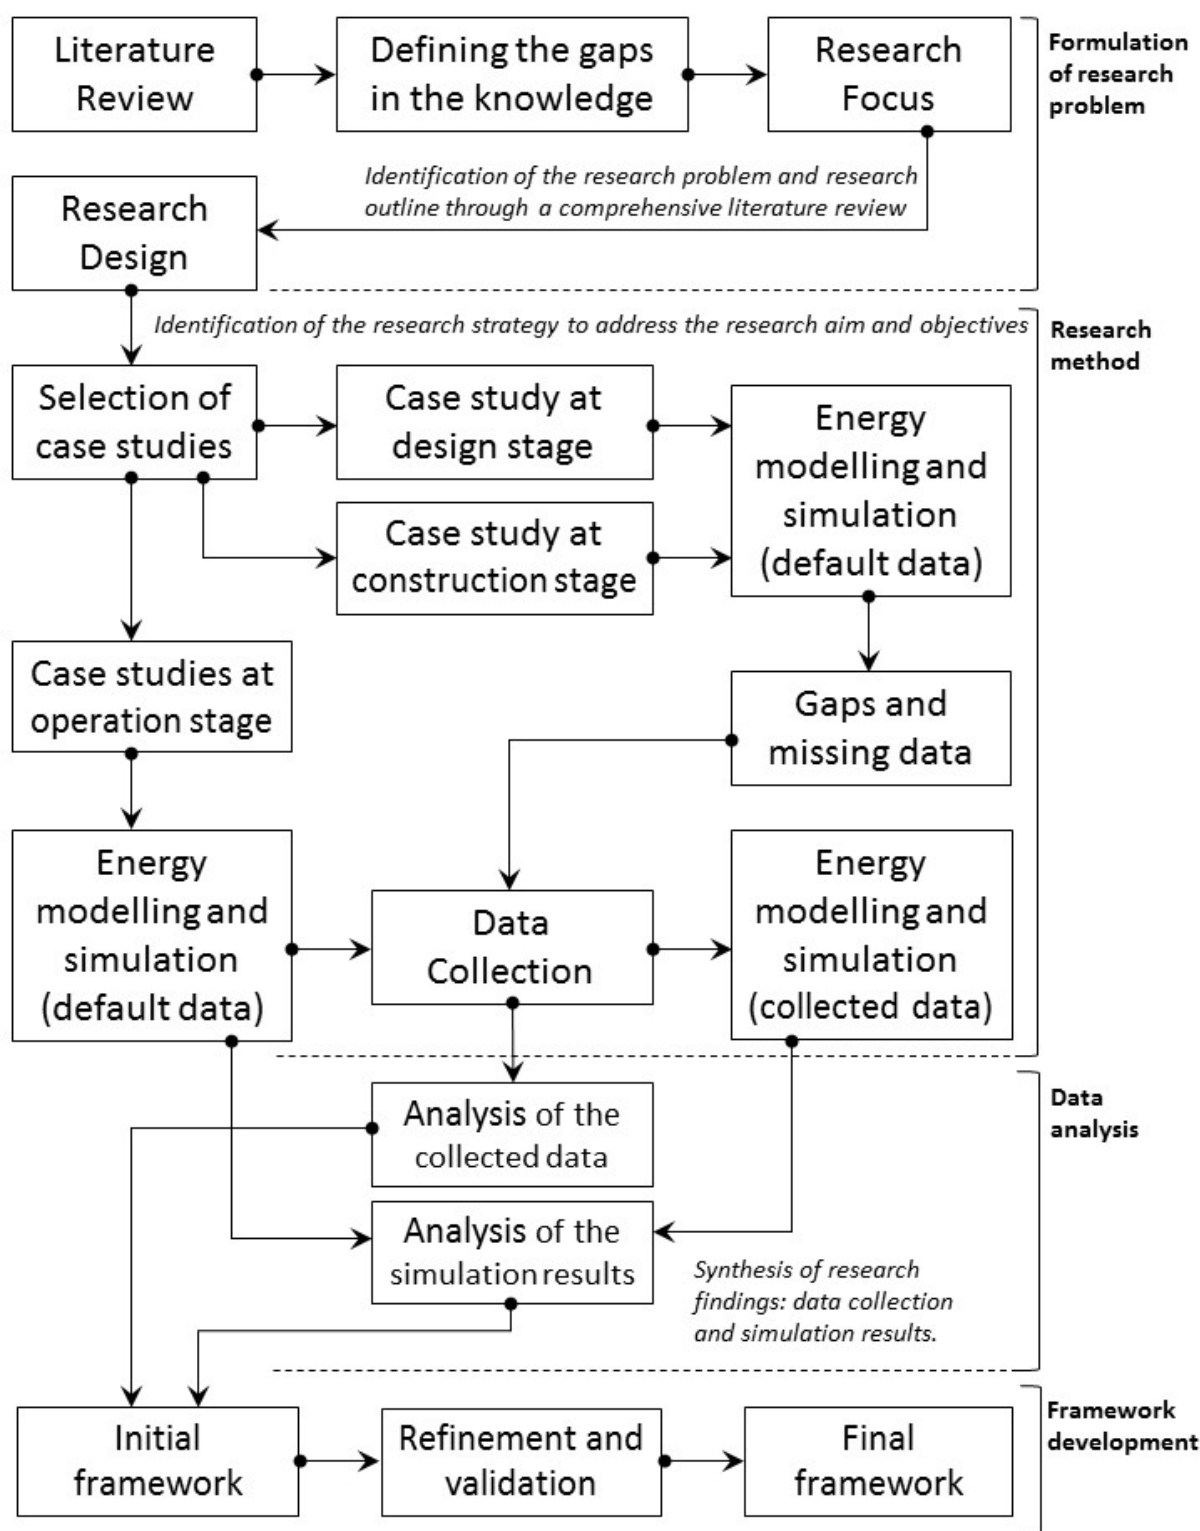 Literature
Review
Defining the gaps
in the knowledge
Research
Focus
Formulation
of research
problem
Identification of the research problem and research
outline through a comprehensive literature review
Research
Design
Identification of the research strategy to address the research aim and objectives
Research
method
Selection of
case studies
Case study at
design stage
Energy
modelling and
simulation
(default data)
Case study at
construction stage
Case studies at
operation stage
Gaps and
missing data
Energy
modelling and
simulation
(default data)
Data
Collection
Energy
modelling and
simulation
(collected data)
Data
analysis
Analysis of the
collected data
Analysis of the
simulation results
Synthesis of research
findings: data collection
and simulation results.
Initial
framework
Refinement and
validation
Final
framework
Framework
development